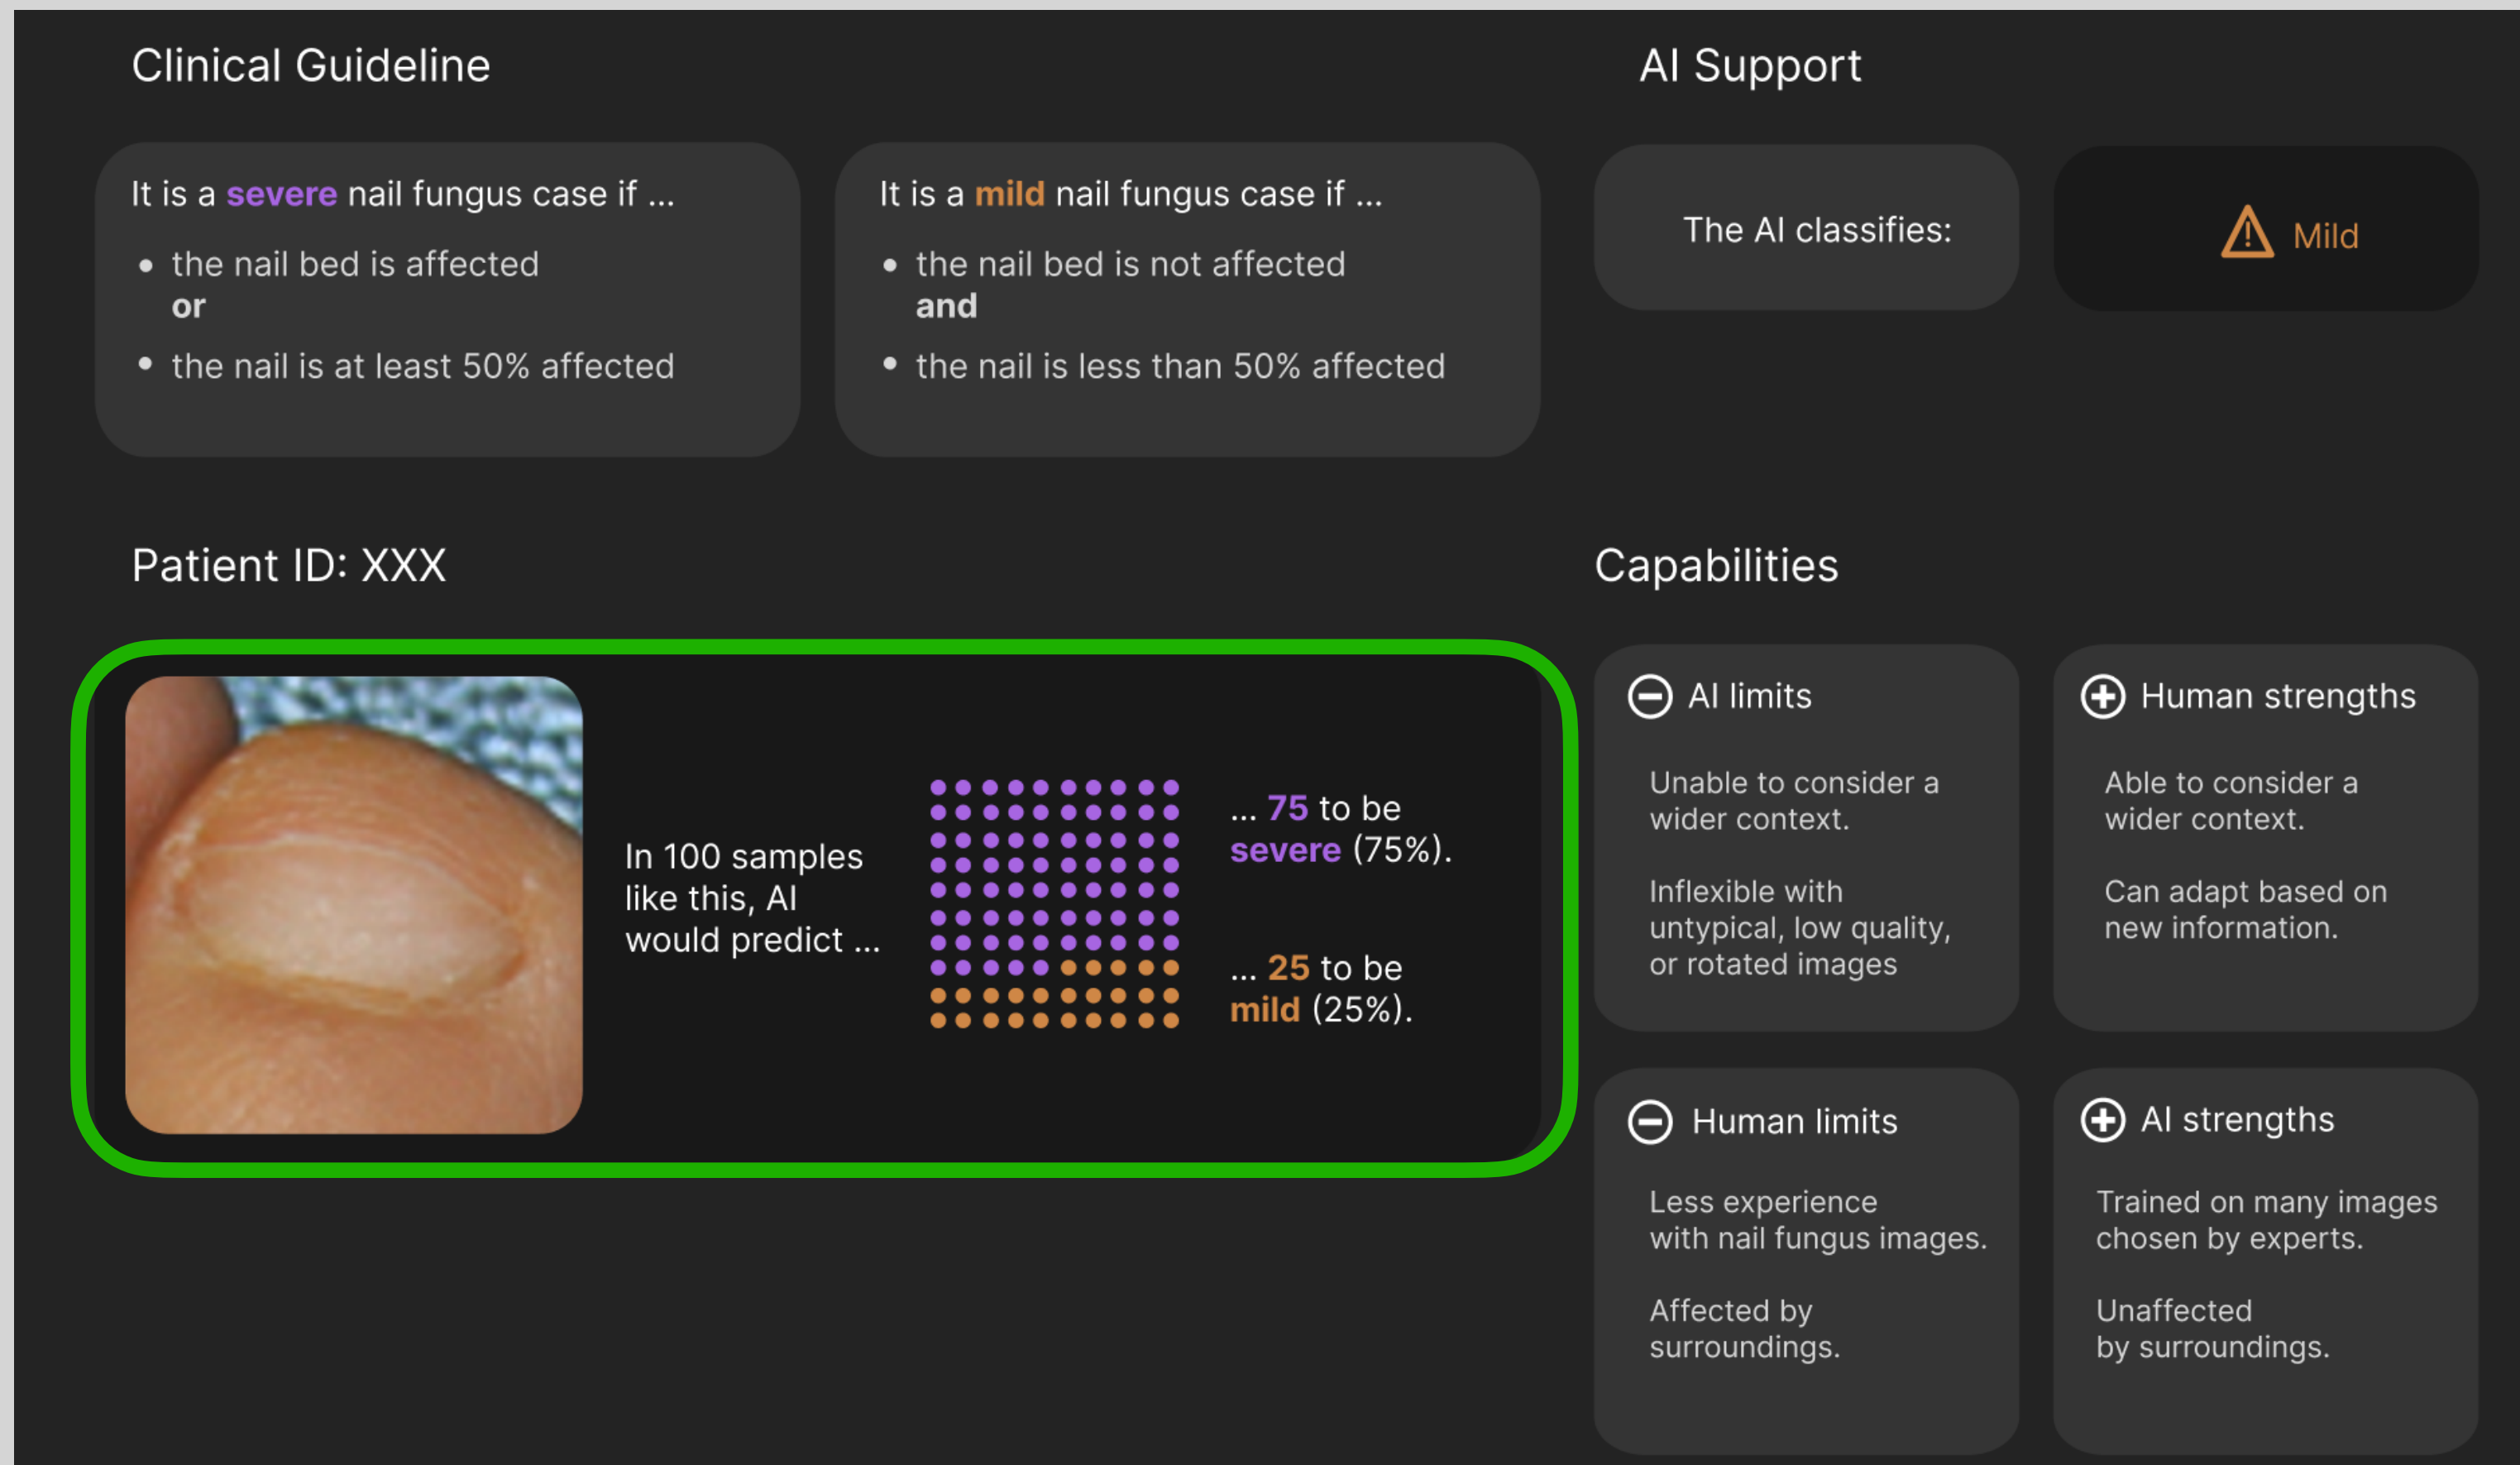 Clinical Guideline
It is a severe nail fungus case if ...
the nail bed is affected
or
the nail is at least 50% affected
It is a mild nail fungus case if ...
the nail bed is not affected
and
the nail is less than 50% affected
AI Support
The AI classifies:
Mild
Patient ID: XXX
In 100 samples
like this, AI
would predict ...
... 75 to be
severe (75%).
... 25 to be
mild (25%).
Capabilities
AI limits
Unable to consider a
wider context.
Inflexible with
untypical, low quality,
or rotated images
Human strengths
Able to consider a
wider context.
Can adapt based on
new information.
Human limits
Less experience
with nail fungus images.
Affected by
surroundings.
AI strengths
Trained on many images
chosen by experts.
Unaffected
by surroundings.